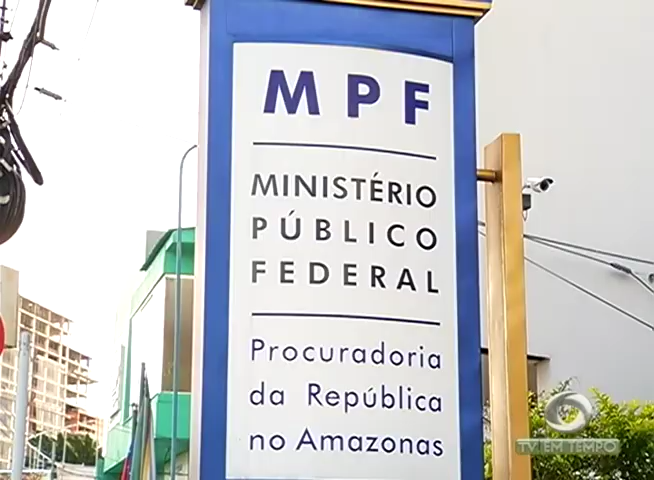 MPF
MINISTÉRIO
PÚBLICO
FEDERAL
Procuradoria
da República
no Amazonas
TV EM TEMPO